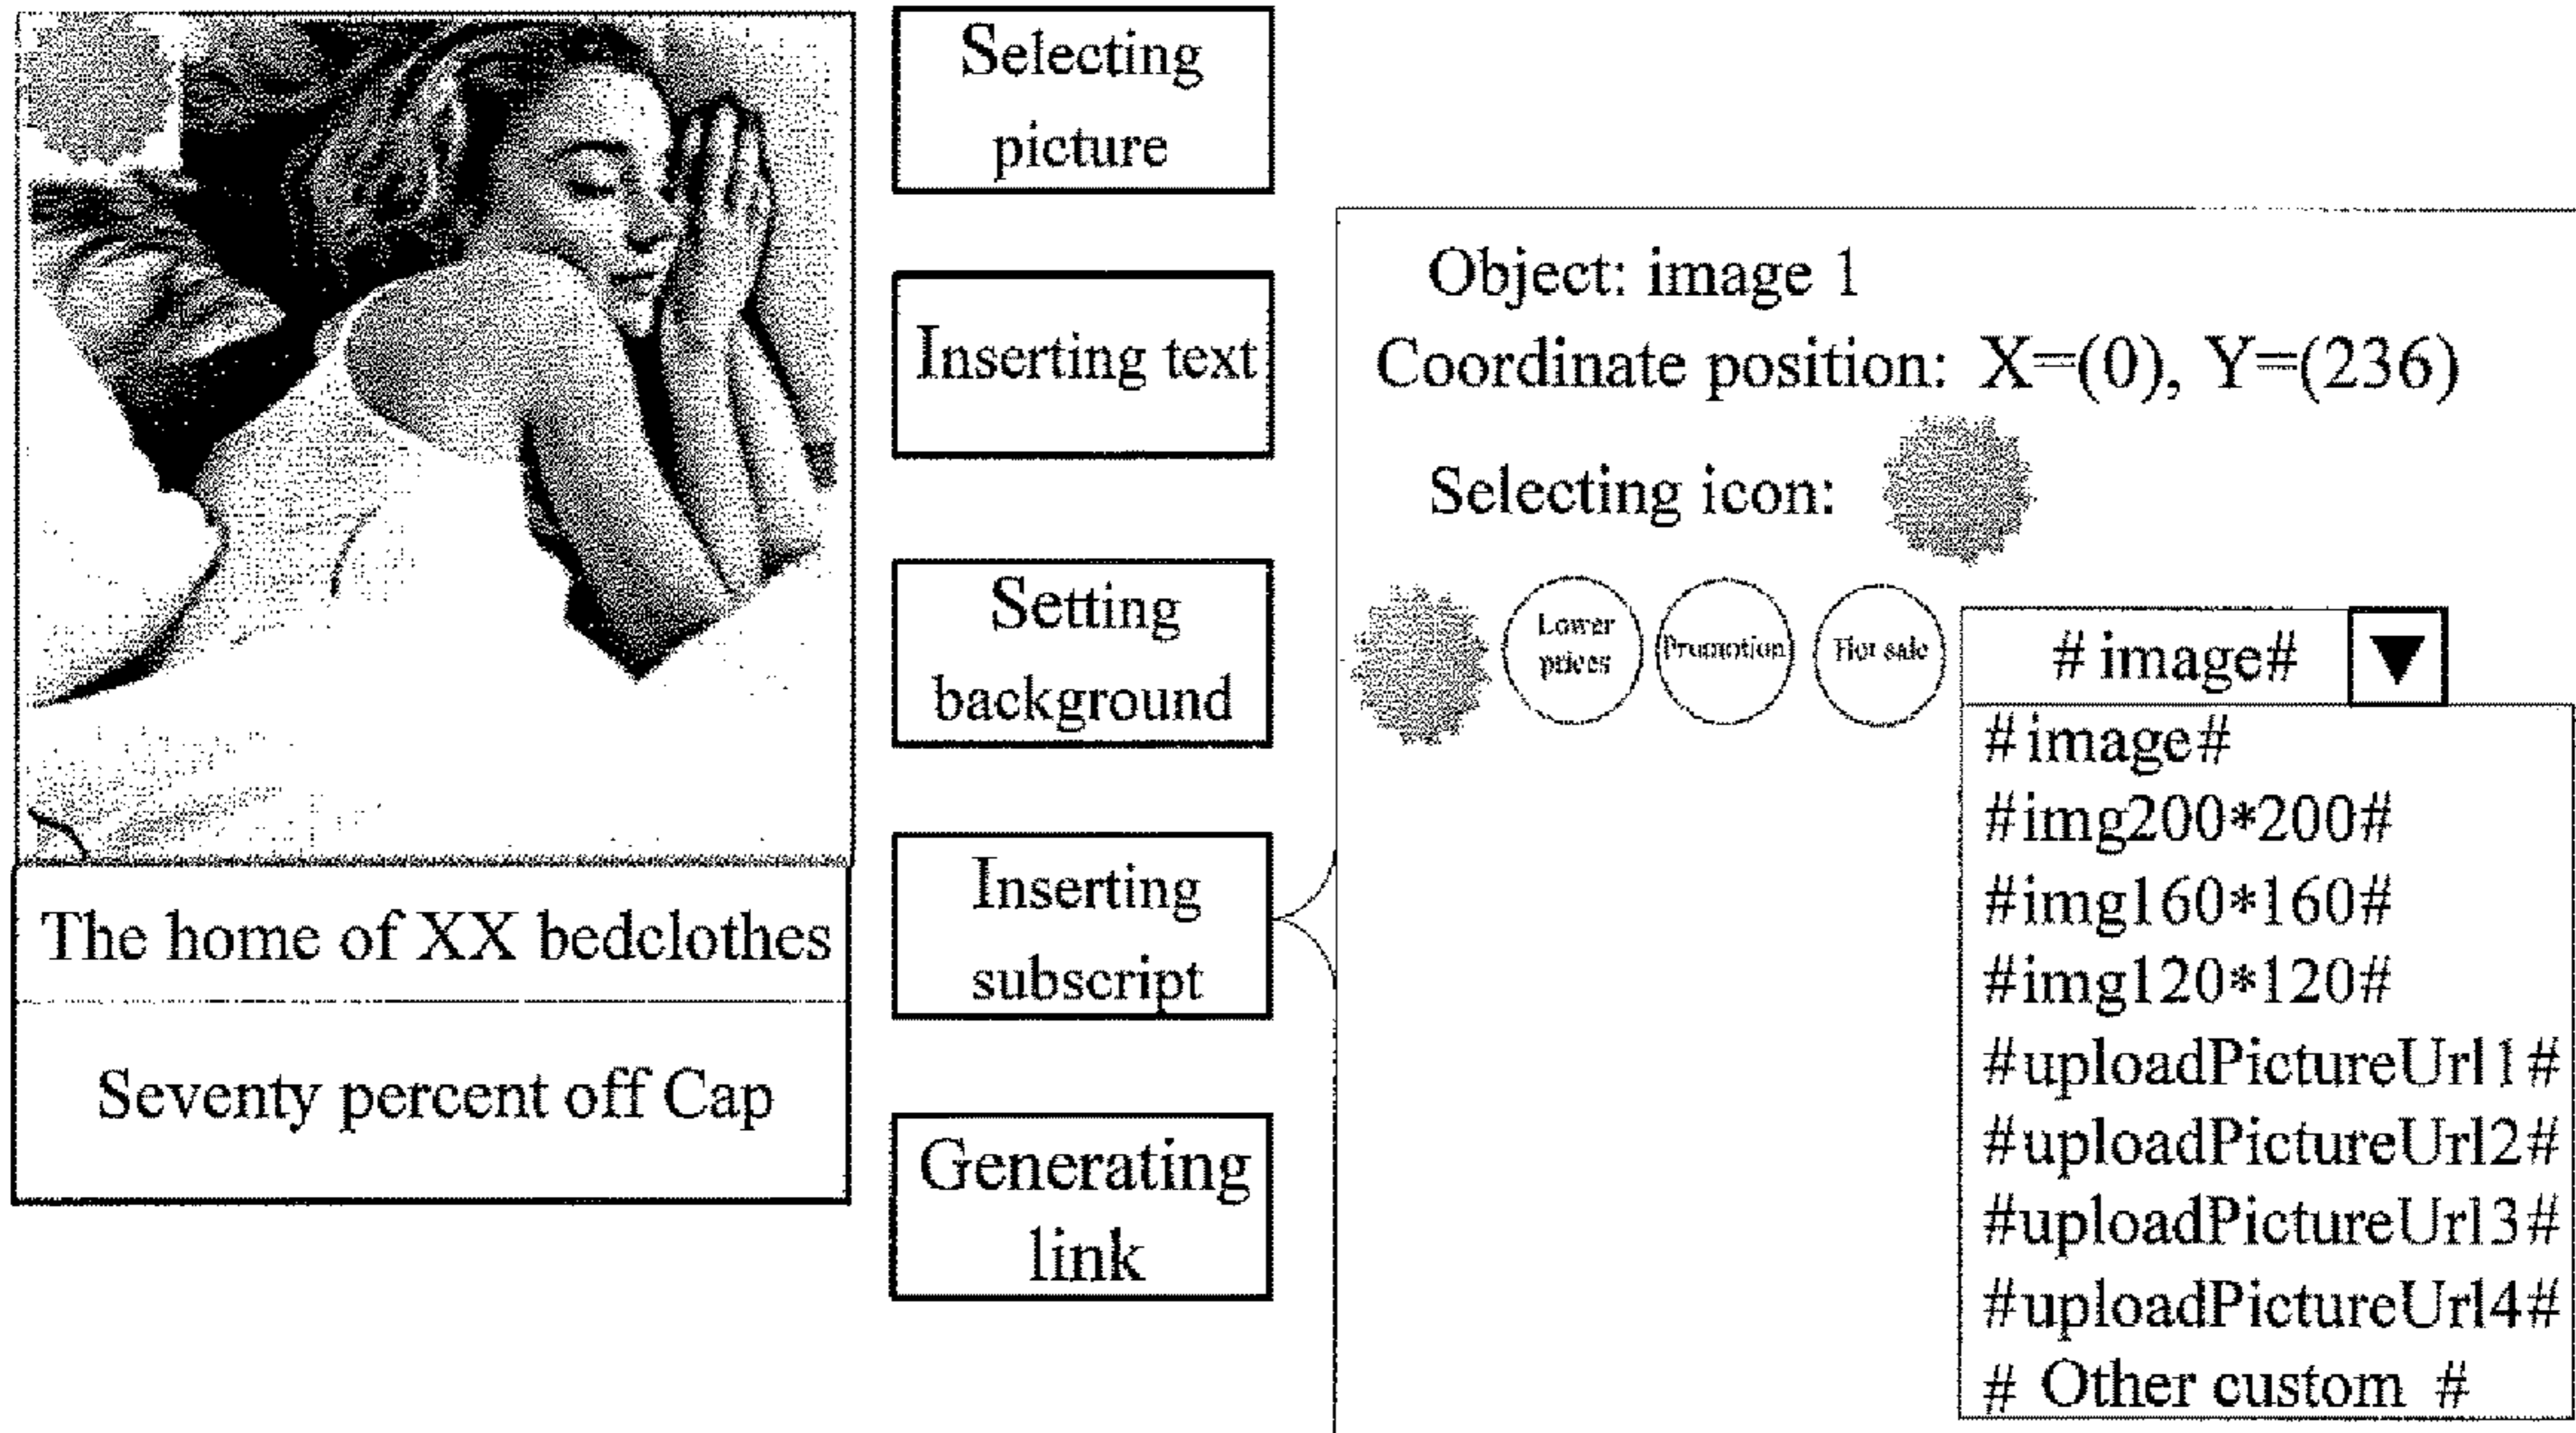 The home of XX bedclothes
Seventy percent off Cap
Selecting
picture
Inserting text
Setting
background
Inserting
subscript
Generating
link
Object: image 1
Coordinate position: X=(0), Y=(236)
Selecting icon:
Lower
prices
Promotion
Hot sale
# image#
#image#
#img200*200#
#img160*160#
#img120*120#
#uploadPictureUrl1#
#uploadPictureUrl2#
#uploadPictureUrl3#
#uploadPictureUrl4#
# Other custom #